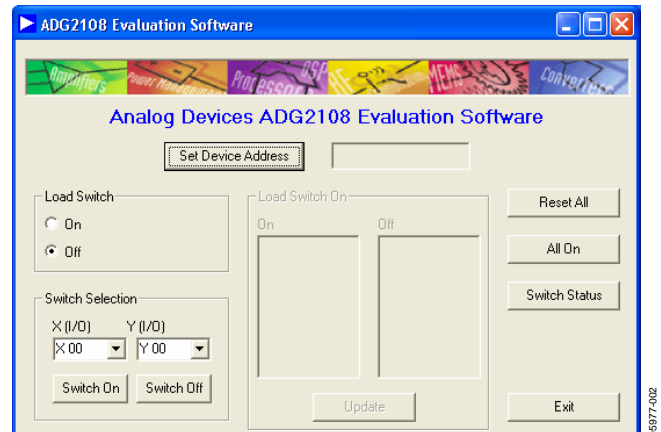 ADG2108 Evaluation Software
Amplifiers Power Management Processor DSP RF MEMS Converters
Analog Devices ADG2108 Evaluation Software
Set Device Address
Load Switch
On
Off
Load Switch On
On Off
Reset All
All On
Switch Status
Switch Selection
X (I/O) Y (I/O)
X 00 Y 00
Switch On Switch Off
Update
Exit
5977-002